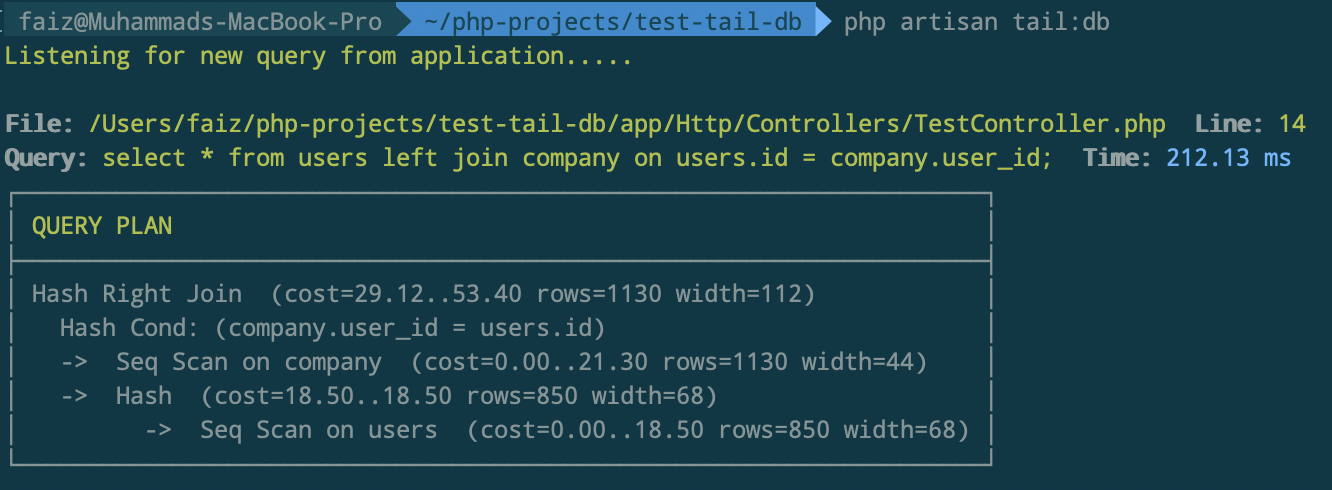 faiz@Muhammads-MacBook-Pro ~/php-projects/test-tail-db php artisan tail:db
Listening for new query from application.....
File: /Users/faiz/php-projects/test-tail-db/app/Http/Controllers/TestController.php Line: 14
Query: select * from users left join company on users.id = company.user_id; Time: 212.13 ms
QUERY PLAN
Hash Right Join (cost=29.12..53.40 rows=1130 width=112)
Hash Cond: (company.user_id = users.id)
-> Seq Scan on company (cost=0.00..21.30 rows=1130 width=44)
-> Hash (cost=18.50..18.50 rows=850 width=68)
-> Seq Scan on users (cost=0.00..18.50 rows=850 width=68)